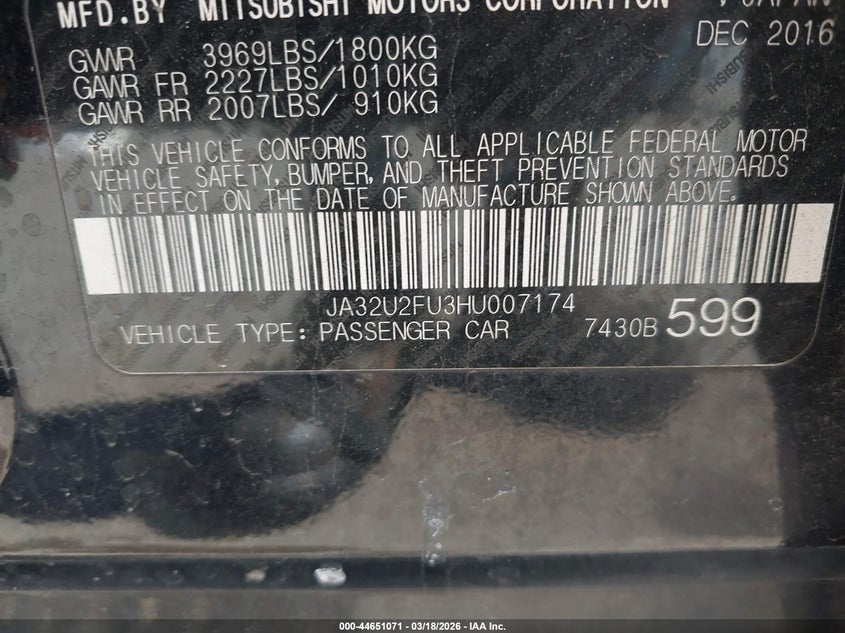 MFD.BY MITSUBISHI MOTORS CORPORATION JAPAN
DEC 2016
GVWR 3969LBS/1800KG
GAWR FR 2227LBS/1010KG
GAWR RR 2007LBS/ 910KG
THIS VEHICLE CONFORMS TO ALL APPLICABLE FEDERAL MOTOR
VEHICLE SAFETY, BUMPER, AND THEFT PREVENTION STANDARDS
IN EFFECT ON THE DATE OF MANUFACTURE SHOWN ABOVE.
JA32U2FU3HU007174
VEHICLE TYPE: PASSENGER CAR 7430B 599
000-44651071 - 03/18/2026 - IAA Inc.